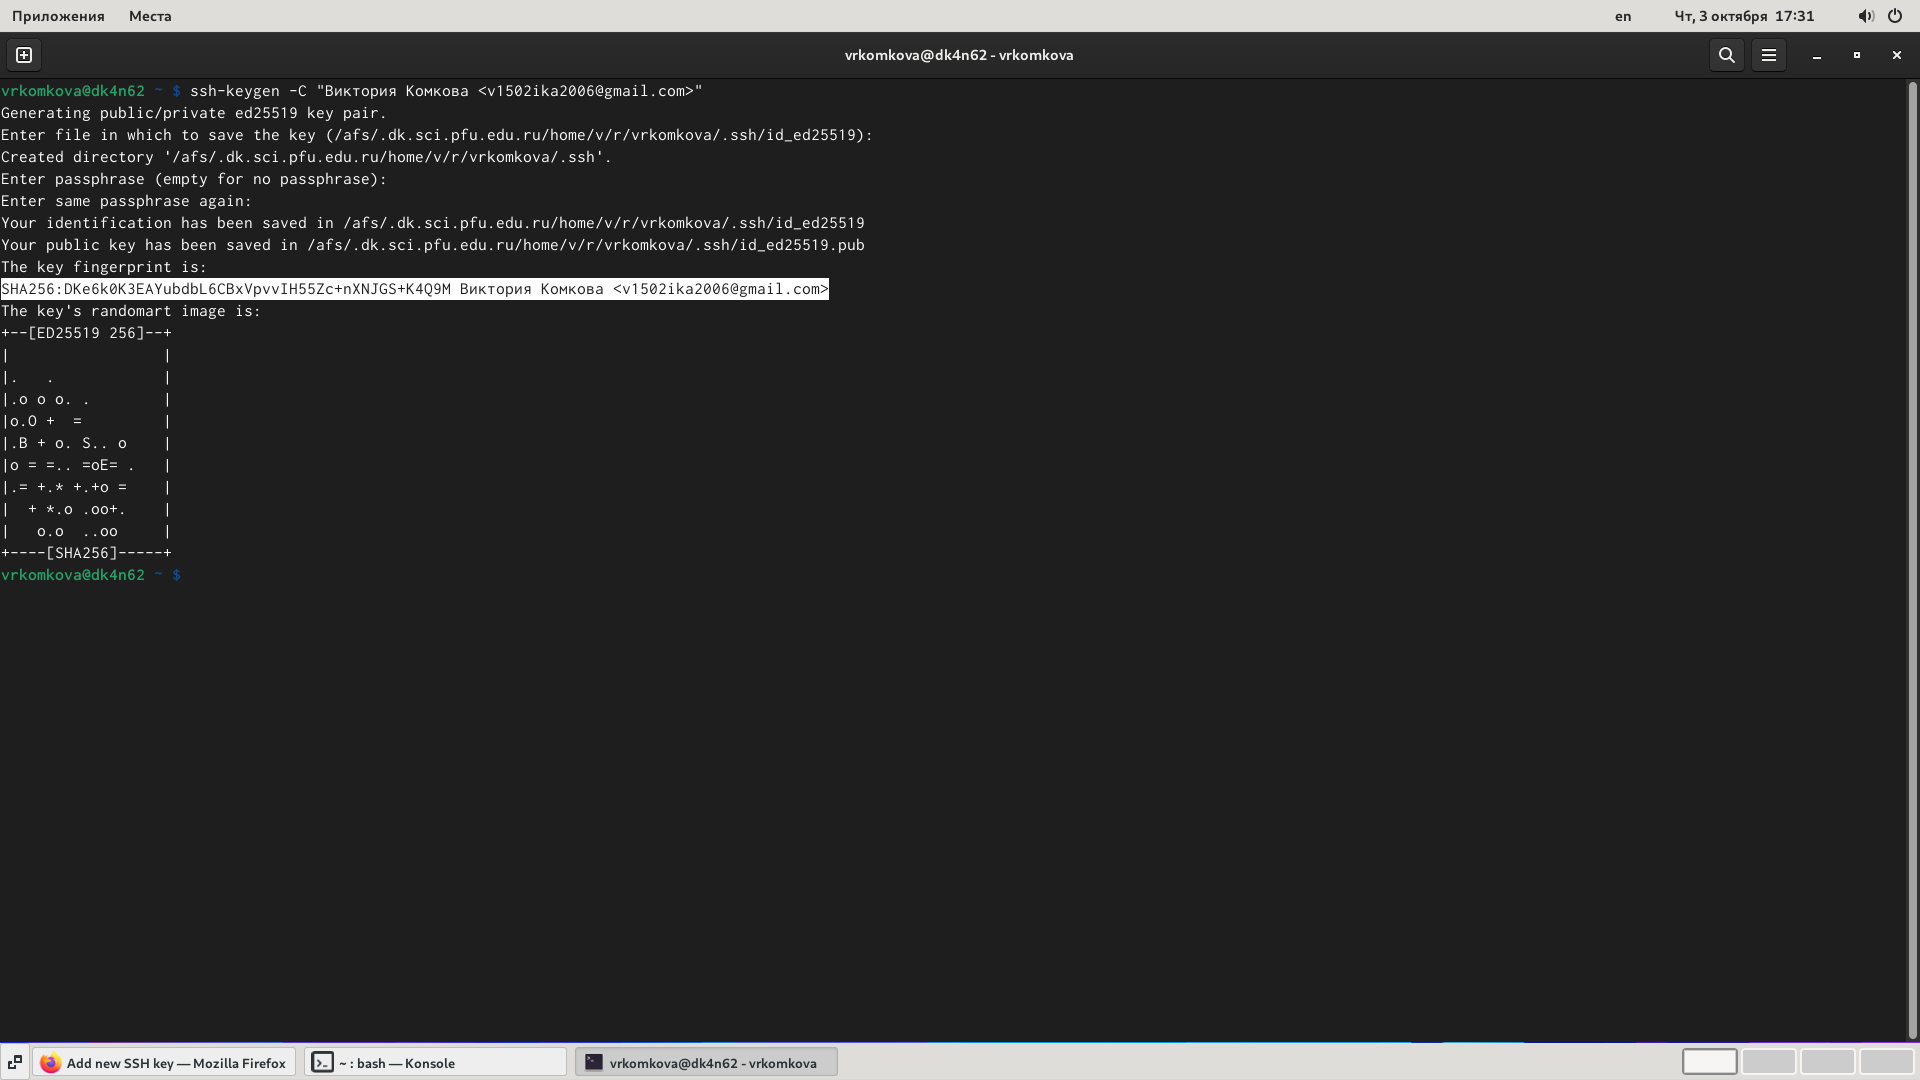 Приложения Места en Чт, 3 октября 17:31
vrkomkova@dk4n62 - vrkomkova
vrkomkova@dk4n62 ~ $ ssh-keygen -C "Виктория Комкова <v1502ika2006@gmail.com>"
Generating public/private ed25519 key pair.
Enter file in which to save the key (/afs/.dk.sci.pfu.edu.ru/home/v/r/vrkomkova/.ssh/id_ed25519):
Created directory '/afs/.dk.sci.pfu.edu.ru/home/v/r/vrkomkova/.ssh'.
Enter passphrase (empty for no passphrase):
Enter same passphrase again:
Your identification has been saved in /afs/.dk.sci.pfu.edu.ru/home/v/r/vrkomkova/.ssh/id_ed25519
Your public key has been saved in /afs/.dk.sci.pfu.edu.ru/home/v/r/vrkomkova/.ssh/id_ed25519.pub
The key fingerprint is:
SHA256:DKe6k0K3EAYubdbL6CBxVpvvIH55Zc+nXNJGS+K4Q9M Виктория Комкова <v1502ika2006@gmail.com>
The key's randomart image is:
+--[ED25519 256]--+
|                 |
|.   .            |
|.o o o. .        |
|o.O +  =         |
|.B + o. S.. o    |
|o = =.. =oE= .   |
|.= +.* +.+o =    |
|  + *.o .oo+.    |
|   o.o  ..oo     |
+----[SHA256]-----+
vrkomkova@dk4n62 ~ $
Add new SSH key — Mozilla Firefox ~ : bash — Konsole vrkomkova@dk4n62 - vrkomkova